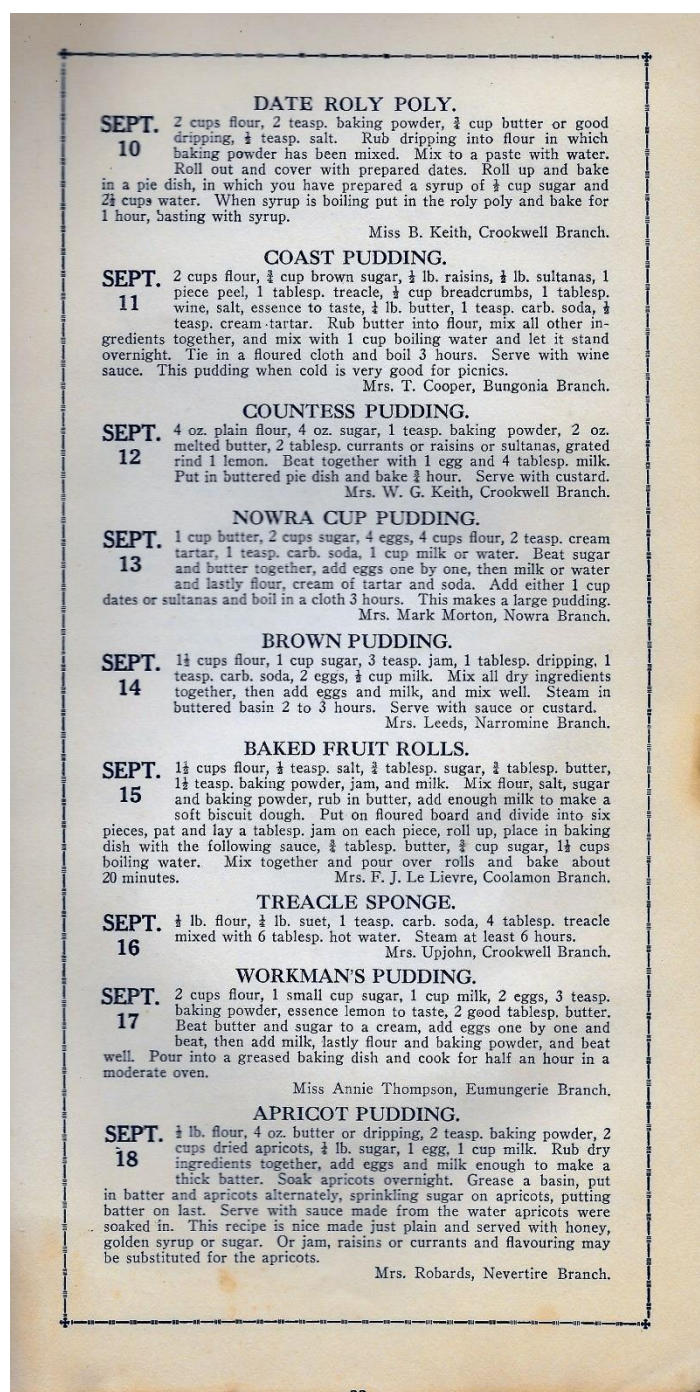 DATE ROLY POLY.
SEPT. 2 cups flour, 2 teasp. baking powder, ¾ cup butter or good
10 dripping, ½ teasp. salt. Rub dripping into flour in which
baking powder has been mixed. Mix to a paste with water.
Roll out and cover with prepared dates. Roll up and bake
in a pie dish, in which you have prepared a syrup of ½ cup sugar and
2½ cups water. When syrup is boiling put in the roly poly and bake for
1 hour, basting with syrup.
Miss B. Keith, Crookwell Branch.
COAST PUDDING.
SEPT. 2 cups flour, ¾ cup brown sugar, ½ lb. raisins, ½ lb. sultanas, 1
11 piece peel, 1 tablesp. treacle, ½ cup breadcrumbs, 1 tablesp.
wine, salt, essence to taste, lb. butter, 1 teasp. carb. soda, ½
teasp. cream tartar. Rub butter into flour, mix all other in-
gredients together, and mix with 1 cup boiling water and let it stand
overnight. Tie in a floured cloth and boil 3 hours. Serve with wine
sauce. This pudding when cold is very good for picnics.
Mrs. T. Cooper, Bungonia Branch.
COUNTESS PUDDING.
SEPT. 4 oz. plain flour, 4 oz. sugar, 1 teasp. baking powder, 2 oz.
12 melted butter, 2 tablesp. currants or raisins or sultanas, grated
rind 1 lemon. Beat together with 1 egg and 4 tablesp. milk.
Put in buttered pie dish and bake ¾ hour. Serve with custard.
Mrs. W. G. Keith, Crookwell Branch.
NOWRA CUP PUDDING.
SEPT. 1 cup butter, 2 cups sugar, 4 eggs, 4 cups flour, 2 teasp. cream
13 tartar, 1 teasp. carb. soda, 1 cup milk or water. Beat sugar
and butter together, add eggs one by one, then milk or water
and lastly flour, cream of tartar and soda. Add either 1 cup
dates or sultanas and boil in a cloth 3 hours. This makes a large pudding.
Mrs. Mark Morton, Nowra Branch.
BROWN PUDDING.
SEPT. 1½ cups flour, 1 cup sugar, 3 teasp. jam, 1 tablesp. dripping, 1
14 teasp. carb. soda, 2 eggs, ½ cup milk. Mix all dry ingredients
together, then add eggs and milk, and mix well. Steam in
buttered basin 2 to 3 hours. Serve with sauce or custard.
Mrs. Leeds, Narromine Branch.
BAKED FRUIT ROLLS.
SEPT. 1½ cups flour, ½ teasp. salt, ¾ tablesp. sugar, ¾ tablesp. butter,
15 1½ teasp. baking powder, jam, and milk. Mix flour, salt, sugar
and baking powder, rub in butter, add enough milk to make a
soft biscuit dough. Put on floured board and divide into six
pieces, pat and lay a tablesp. jam on each piece, roll up, place in baking
dish with the following sauce, ¾ tablesp. butter, ¾ cup sugar, 1½ cups
boiling water. Mix together and pour over rolls and bake about
20 minutes. Mrs. F. J. Le Lievre, Coolamon Branch.
TREACLE SPONGE.
SEPT. ½ lb. flour, lb. suet, 1 teasp. carb. soda, 4 tablesp. treacle
16 mixed with 6 tablesp. hot water. Steam at least 6 hours.
Mrs. Upjohn, Crookwell Branch.
WORKMAN'S PUDDING.
SEPT. 2 cups flour, 1 small cup sugar, 1 cup milk, 2 eggs, 3 teasp.
17 baking powder, essence lemon to taste, 2 good tablesp. butter.
Beat butter and sugar to a cream, add eggs one by one and
beat, then add milk, lastly flour and baking powder, and beat
well. Pour into a greased baking dish and cook for half an hour in a
moderate oven.
Miss Annie Thompson, Eumungerie Branch.
APRICOT PUDDING.
SEPT. ½ lb. flour, 4 oz. butter or dripping, 2 teasp. baking powder, 2
18 cups dried apricots, lb. sugar, 1 egg, 1 cup milk. Rub dry
ingredients together, add eggs and milk enough to make a
thick batter. Soak apricots overnight. Grease a basin, put
in batter and apricots alternately, sprinkling sugar on apricots, putting
batter on last. Serve with sauce made from the water apricots were
soaked in. This recipe is nice made just plain and served with honey,
golden syrup or sugar. Or jam, raisins or currants and flavouring may
be substituted for the apricots.
Mrs. Robards, Nevertire Branch.